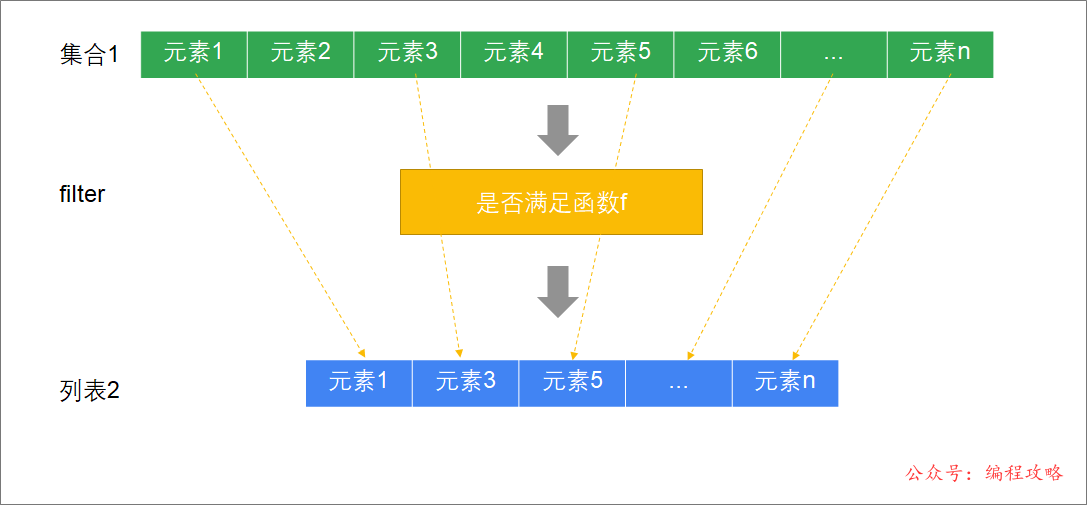 集合1 元素1 元素2 元素3 元素4 元素5 元素6 ... 元素n
filter 是否满足函数f
列表2 元素1 元素3 元素5 ... 元素n
公众号：编程攻略